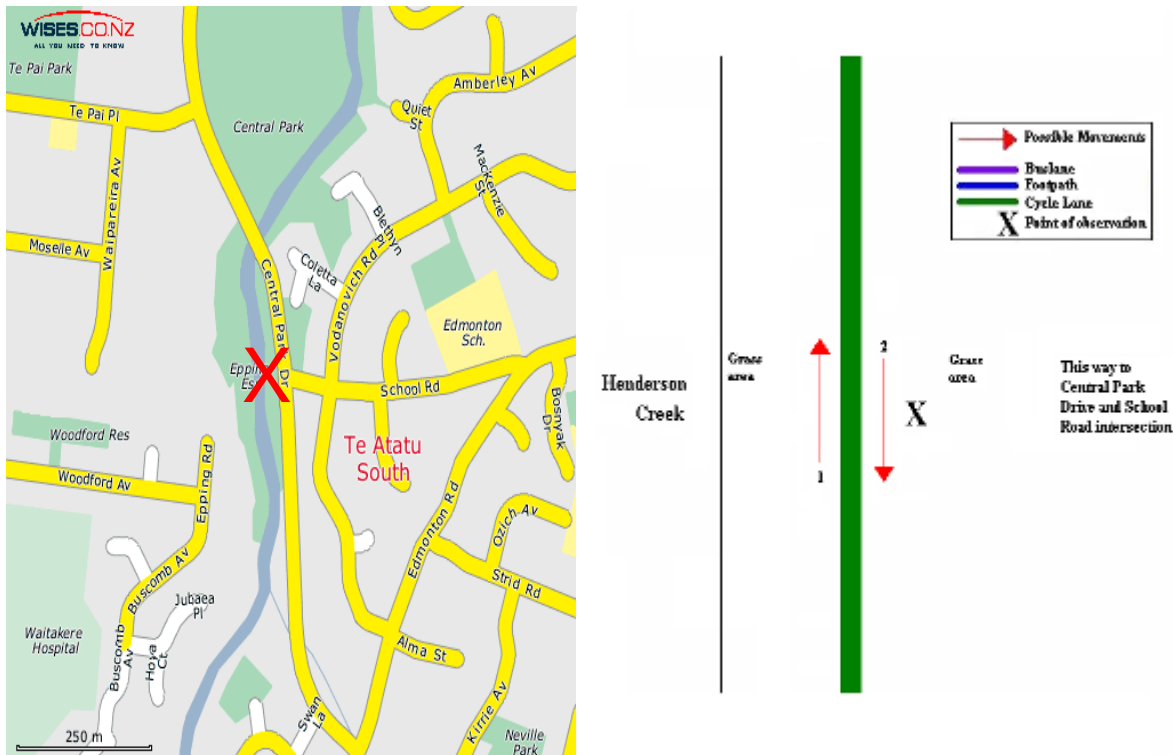 WISES.CO.NZ
ALL YOU NEED TO KNOW
Te Pai Park
Te Pai Pl
Central Park
Amberley Av
Quiet
St
MacKenzie
St
Waipareira Av
Moselle Av
Blethyn
Pl
Coletta
La
Vodanovich Rd
Central Park Dr
Edmonton
Sch.
School Rd
Bosnyak
Dr
Te Atatu
South
Woodford Res
Woodford Av
Epping Rd
Edmonton Rd
Ozich Av
Strid Rd
Buscomb Av
Jubaea
Pl
Waitakere
Hospital
Buscomb
Av
Hoya
Ct
Alma St
Swan
La
Kirrie Av
Neville
Park
250 m
Possible Movements
Buslane
Footpath
Cycle Lane
X Point of observation
Henderson
Creek
Grass
area
1
2
X
Grass
area
This way to
Central Park
Drive and School
Road intersection